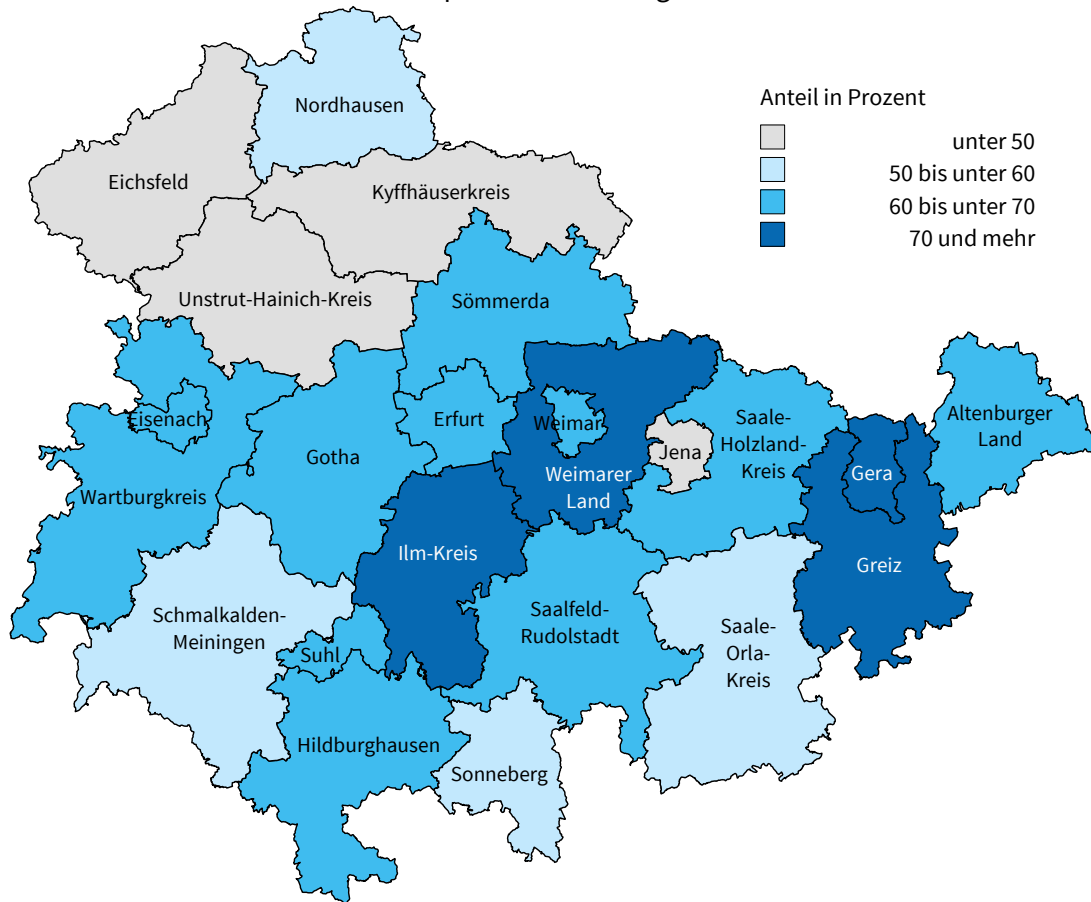 Nordhausen
Anteil in Prozent
unter 50
50 bis unter 60
60 bis unter 70
70 und mehr
Eichsfeld
Kyffhäuserkreis
Unstrut-Hainich-Kreis
Sömmerda
Eisenach
Erfurt
Weimar
Saale-
Holzland-
Kreis
Altenburger
Land
Gotha
Jena
Wartburgkreis
Weimarer
Land
Gera
Ilm-Kreis
Greiz
Schmalkalden-
Meiningen
Saalfeld-
Rudolstadt
Saale-
Orla-
Kreis
Suhl
Hildburghausen
Sonneberg